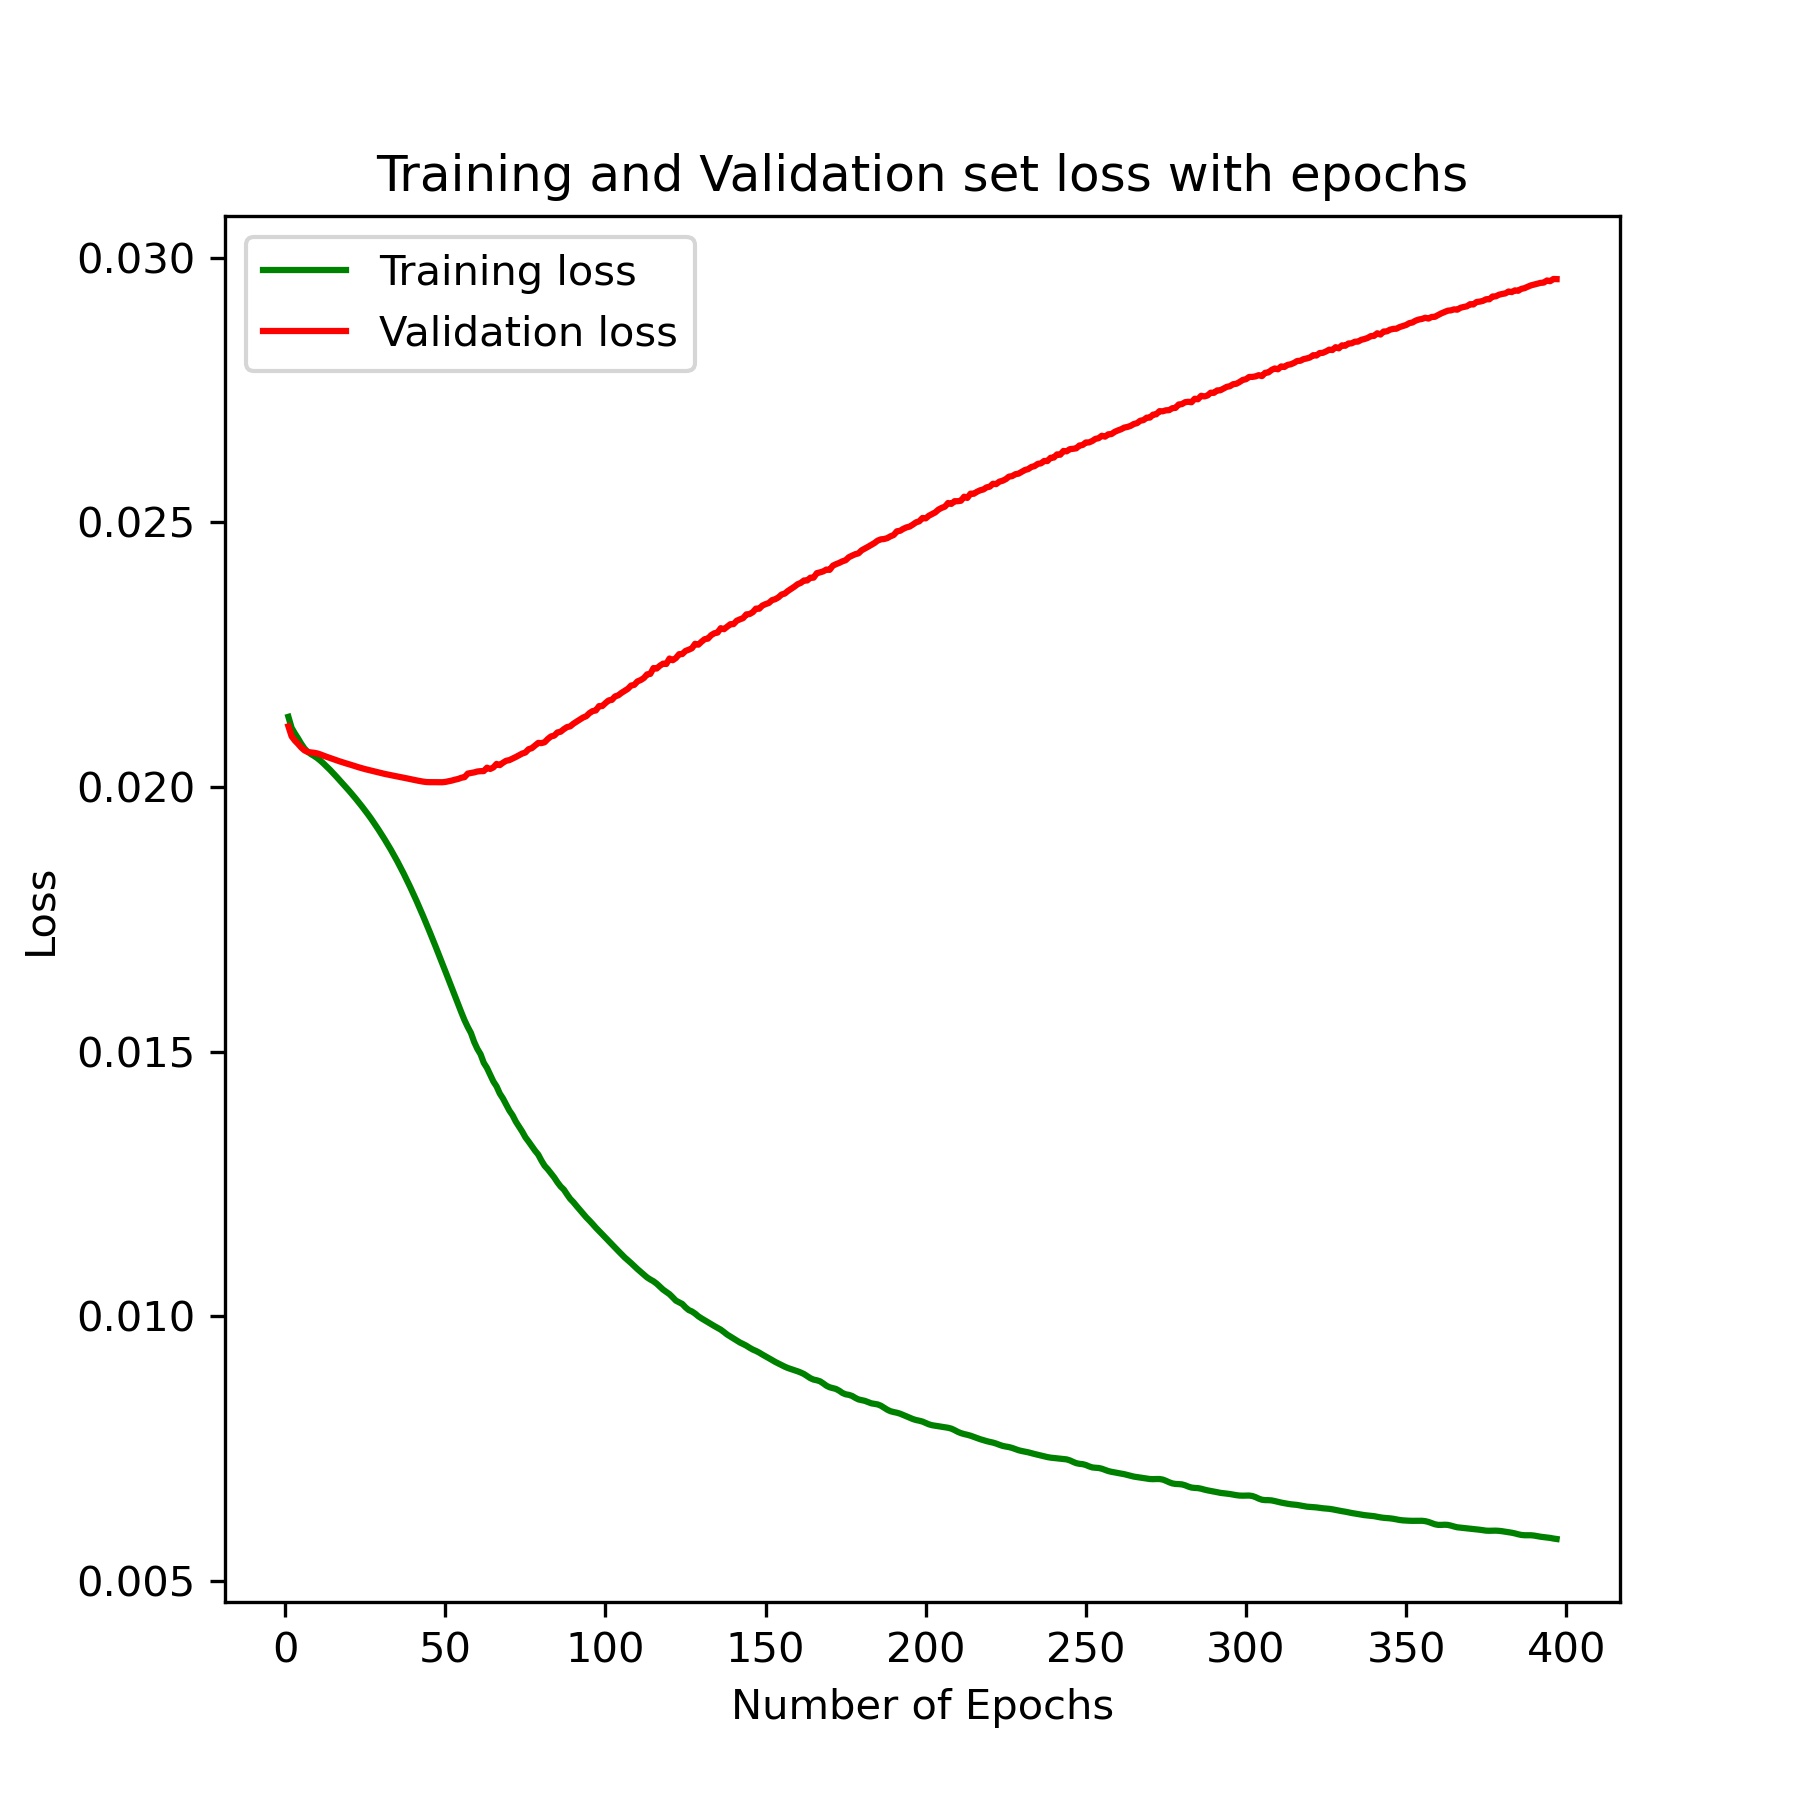 Training and Validation set loss with epochs
Training loss
Validation loss
0.030
0.025
0.020
0.015
0.010
0.005
Loss
0 50 100 150 200 250 300 350 400
Number of Epochs